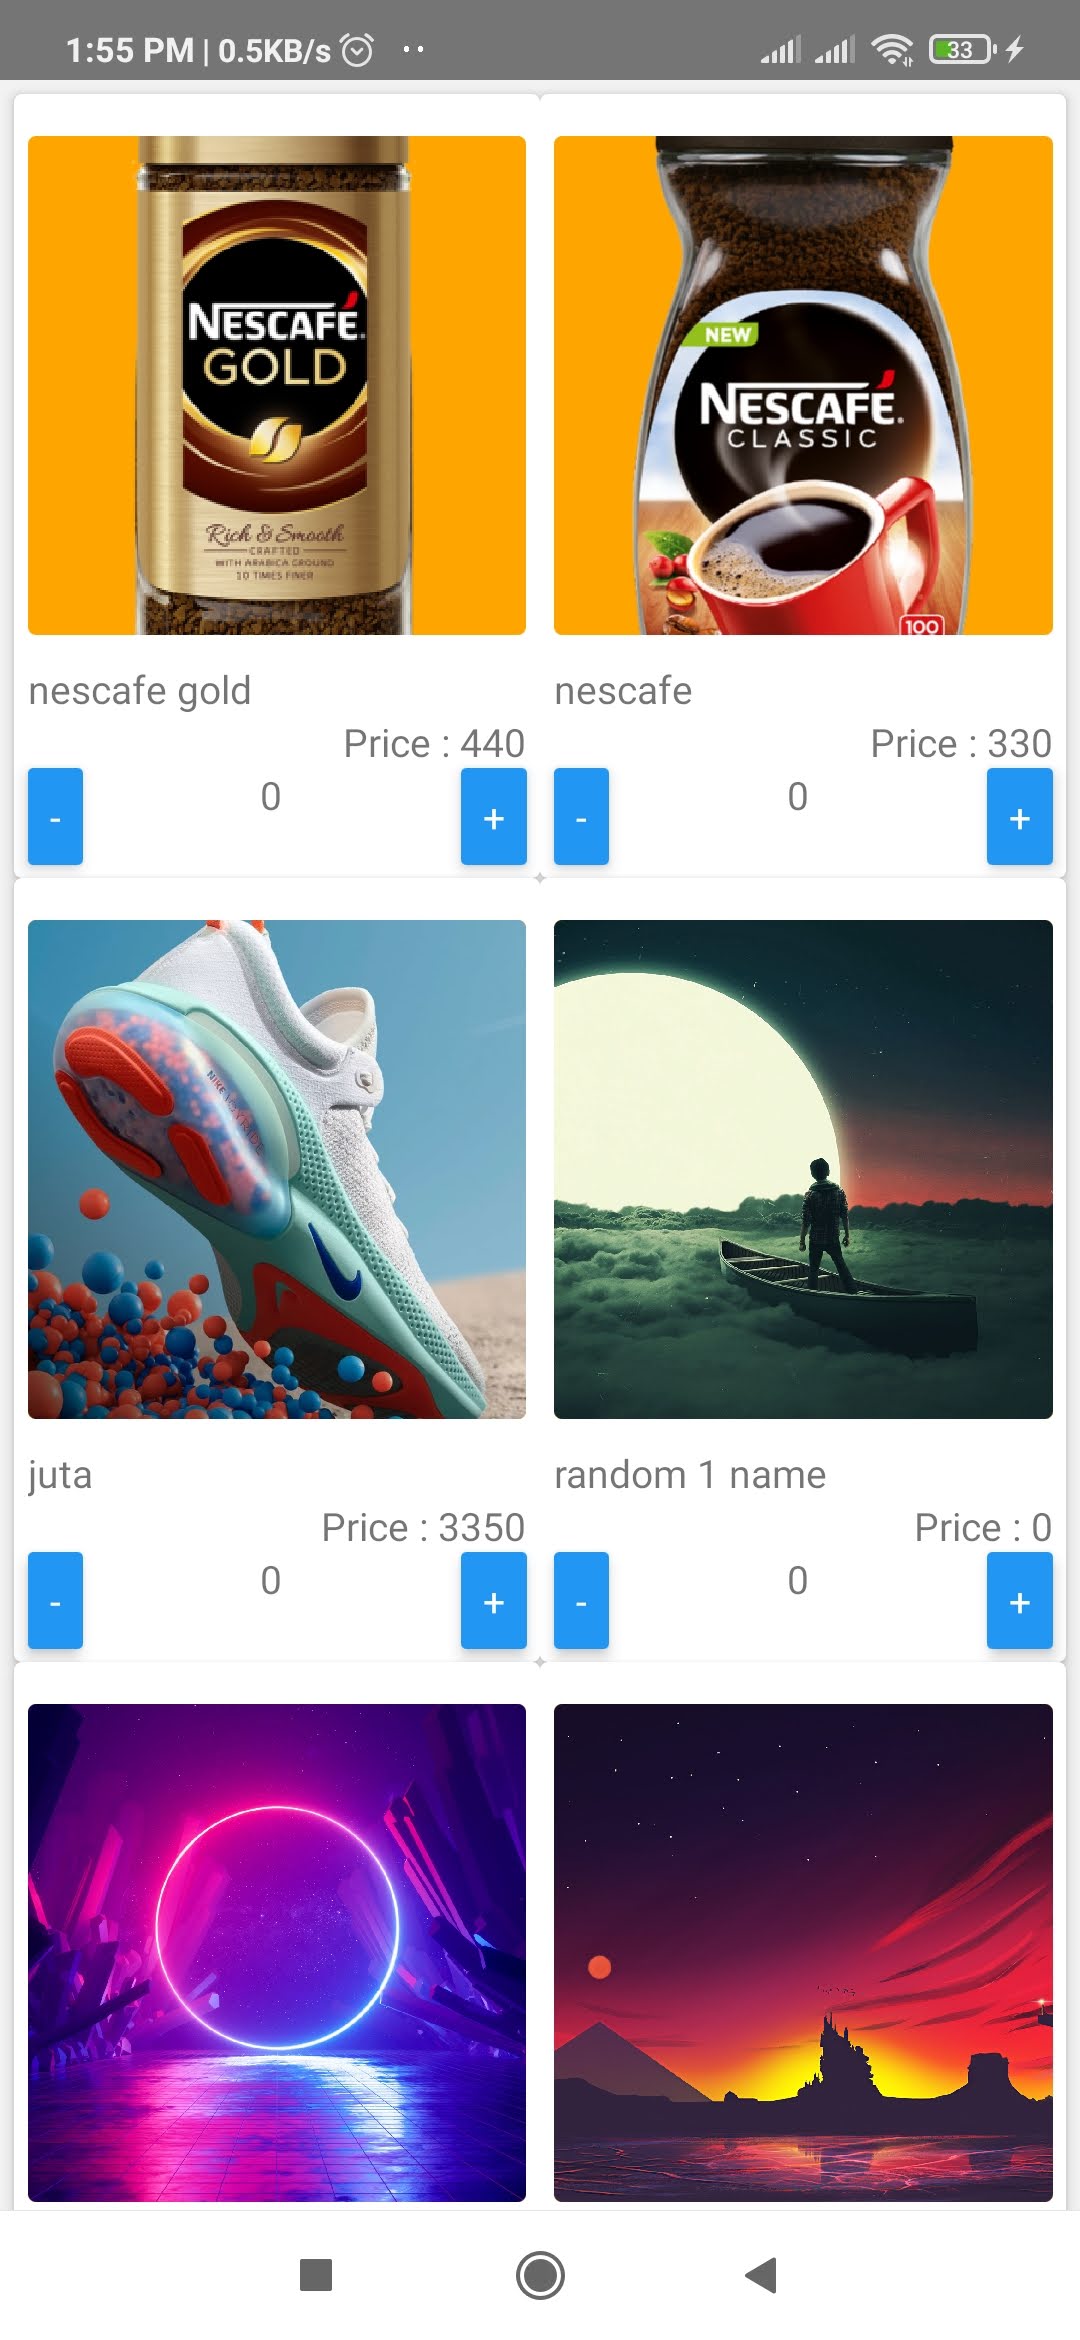 1:55 PM | 0.5KB/s
33
NESCAFÉ.
GOLD
Rich & Smooth
CRAFTED
WITH ARABICA GROUND
10 TIMES FINER
NEW
NESCAFÉ.
CLASSIC
100
nescafe gold
nescafe
Price : 440
Price : 330
- 0 +
- 0 +
juta
random 1 name
Price : 3350
Price : 0
- 0 +
- 0 +